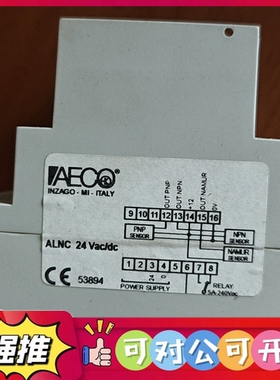 AECO
INZAGO - MI - ITALY
OUT PNP
OUT NPN
+12
OUT NAMUR
0V
9 10 11 12 13 14 15 16
PNP
SENSOR
NPN
SENSOR
NAMUR
SENSOR
ALNC 24 Vac/dc
1 2 3 4 5 6 7 8
CE 53894
24
0
POWER SUPPLY
RELAY
5A 240Vac
强推
可对公可开